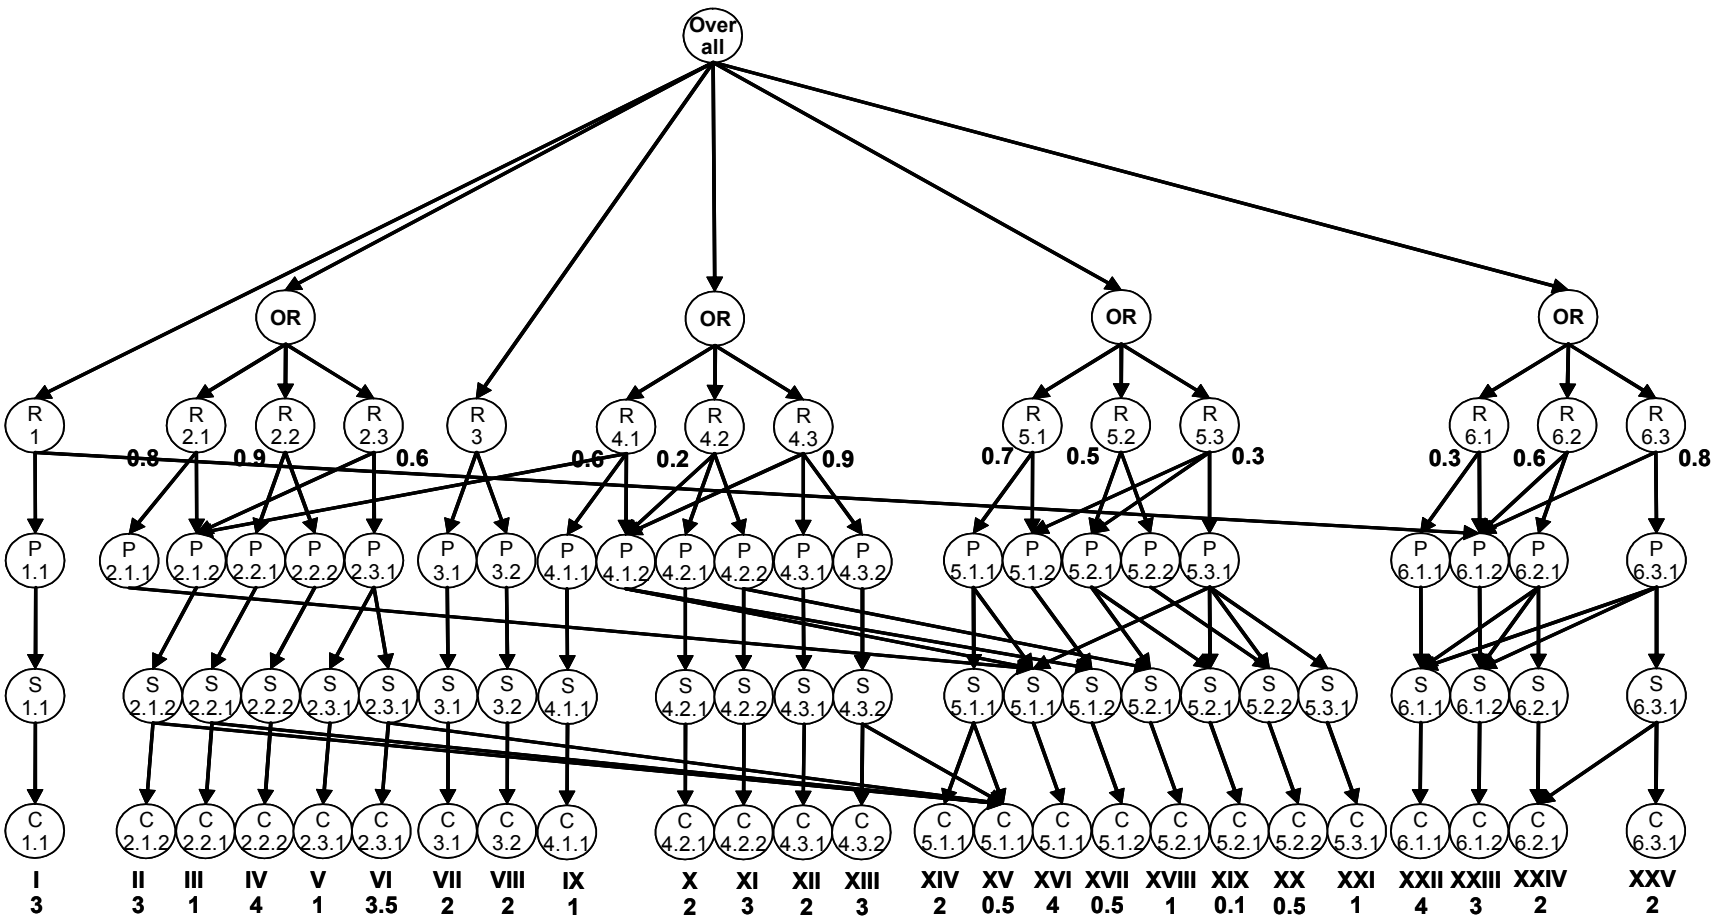 Over
all
OR OR OR OR
R R R R R R R R R R R R R R
1 2.1 2.2 2.3 3 4.1 4.2 4.3 5.1 5.2 5.3 6.1 6.2 6.3
0.8 0.9 0.6 0.6 0.2 0.9 0.7 0.5 0.3 0.3 0.6 0.8
P P P P P P P P P P P P P P P P P P P P P P P
1.1 2.1.1 2.1.2 2.2.1 2.2.2 2.3.1 3.1 3.2 4.1.1 4.1.2 4.2.1 4.2.2 4.3.1 4.3.2 5.1.1 5.1.2 5.2.1 5.2.2 5.3.1 6.1.1 6.1.2 6.2.1 6.3.1
S S S S S S S S S S S S S S S S S S S S S S S S
1.1 2.1.2 2.2.1 2.2.2 2.3.1 2.3.1 3.1 3.2 4.1.1 4.2.1 4.2.2 4.3.1 4.3.2 5.1.1 5.1.1 5.1.2 5.2.1 5.2.1 5.2.2 5.3.1 6.1.1 6.1.2 6.2.1 6.3.1
C C C C C C C C C C C C C C C C C C C C C C C C C
1.1 2.1.2 2.2.1 2.2.2 2.3.1 2.3.1 3.1 3.2 4.1.1 4.2.1 4.2.2 4.3.1 4.3.2 5.1.1 5.1.1 5.1.1 5.1.2 5.2.1 5.2.1 5.2.2 5.3.1 6.1.1 6.1.2 6.2.1 6.3.1
I II III IV V VI VII VIII IX X XI XII XIII XIV XV XVI XVII XVIII XIX XX XXI XXII XXIII XXIV XXV
3 3 1 4 1 3.5 2 2 1 2 3 2 3 2 0.5 4 0.5 1 0.1 0.5 1 4 3 2 2